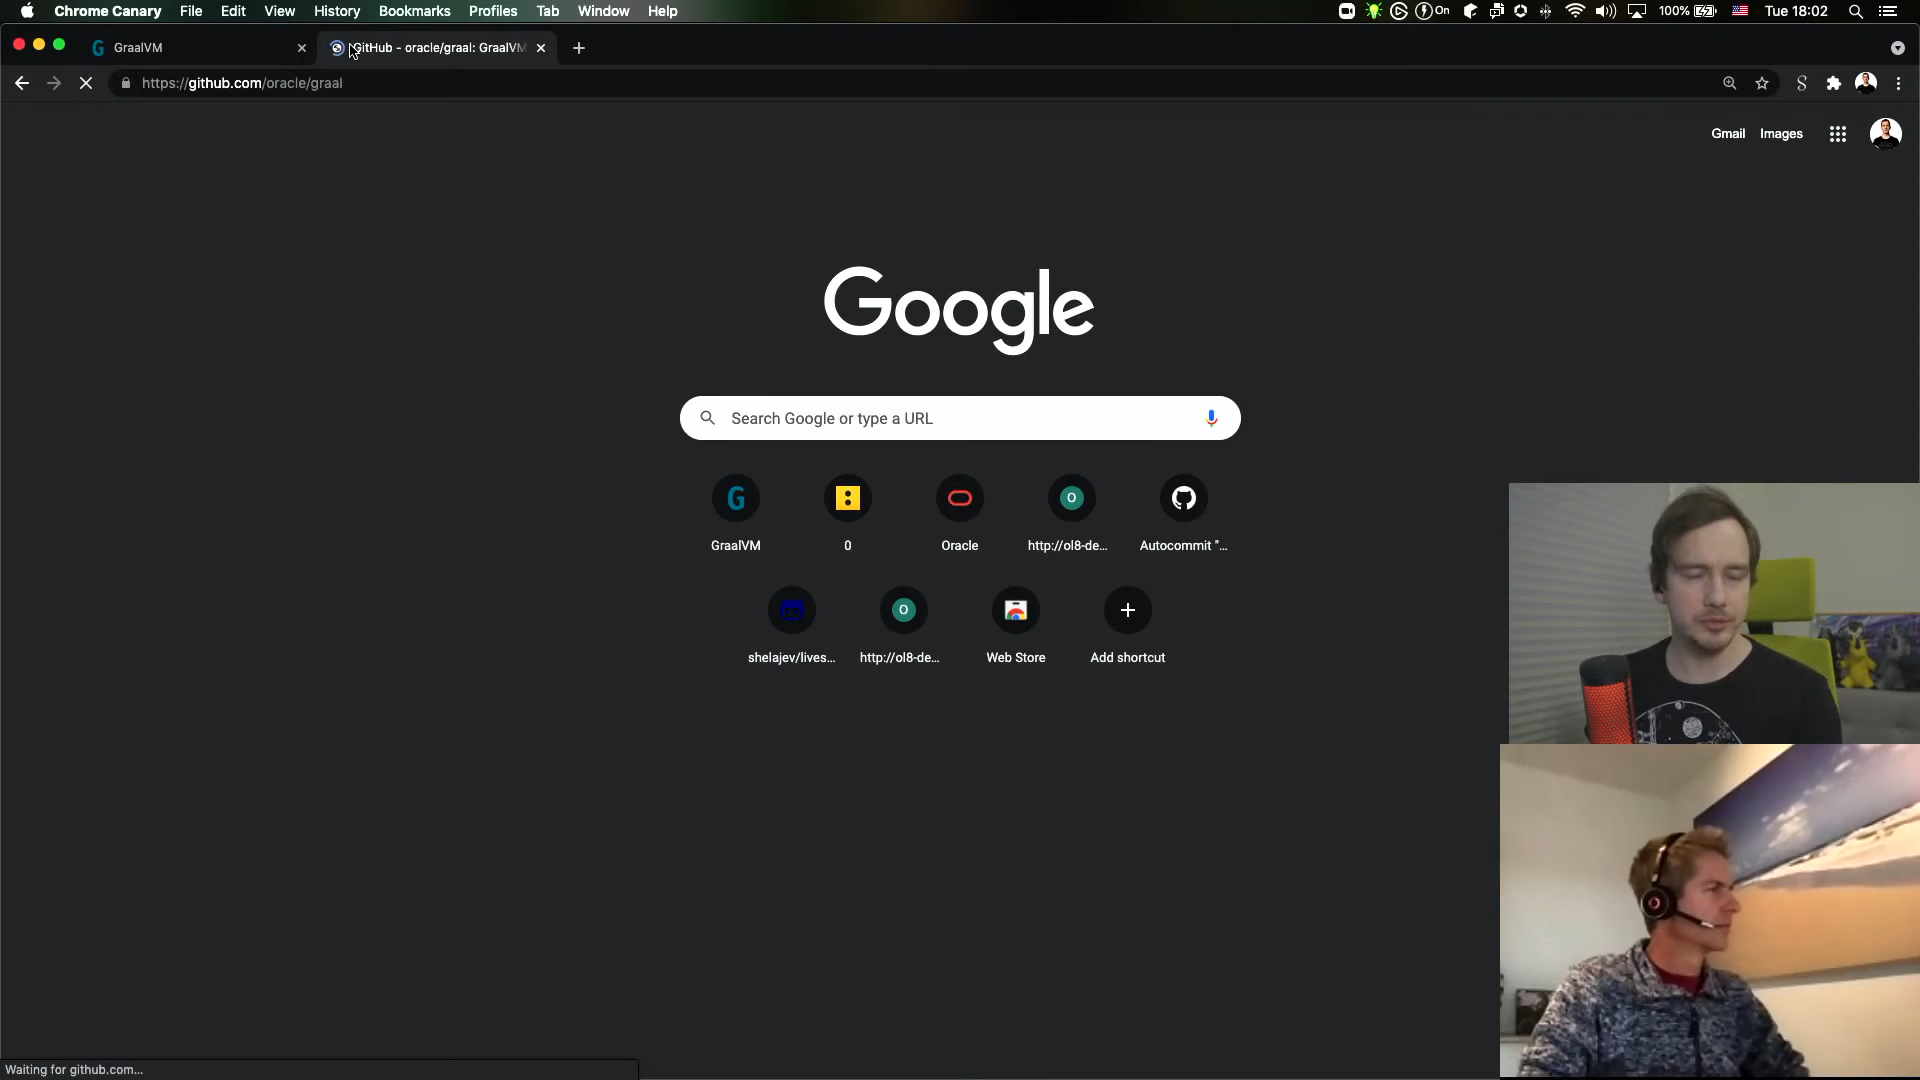 Chrome Canary File Edit View History Bookmarks Profiles Tab Window Help On 100% Tue 18:02
GraalVM GitHub - oracle/graal: GraalVM
https://github.com/oracle/graal
Gmail Images
Google
Search Google or type a URL
G O
GraalVM 0 Oracle http://ol8-de... Autocommit "...
O
shelajev/lives... http://ol8-de... Web Store Add shortcut
Waiting for github.com...